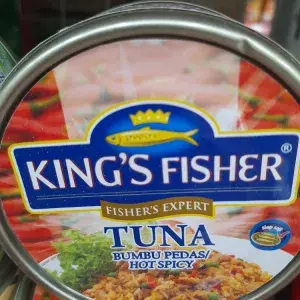 KING'S FISHER®
FISHER'S EXPERT
TUNA
BUMBU PEDAS/
HOT SPICY